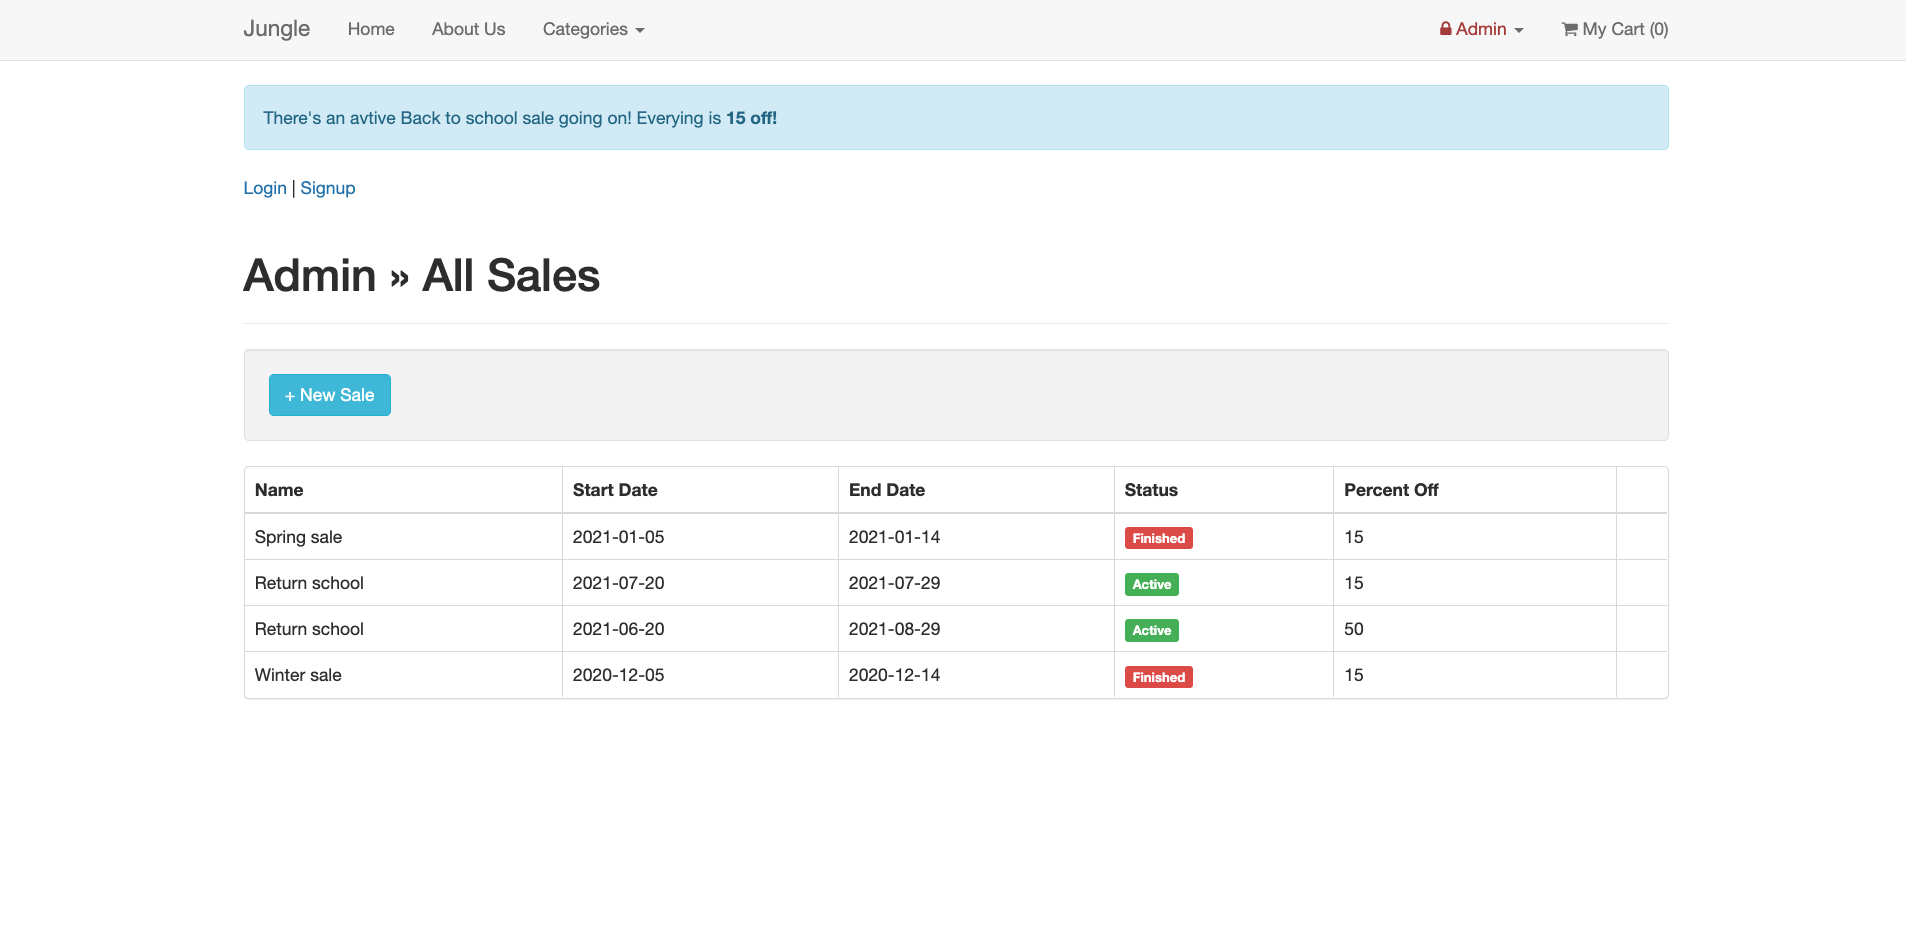 Jungle Home About Us Categories Admin My Cart (0)
There's an avtive Back to school sale going on! Everying is 15 off!
Login | Signup
Admin » All Sales
+ New Sale
Name Start Date End Date Status Percent Off
Spring sale 2021-01-05 2021-01-14 Finished 15
Return school 2021-07-20 2021-07-29 Active 15
Return school 2021-06-20 2021-08-29 Active 50
Winter sale 2020-12-05 2020-12-14 Finished 15